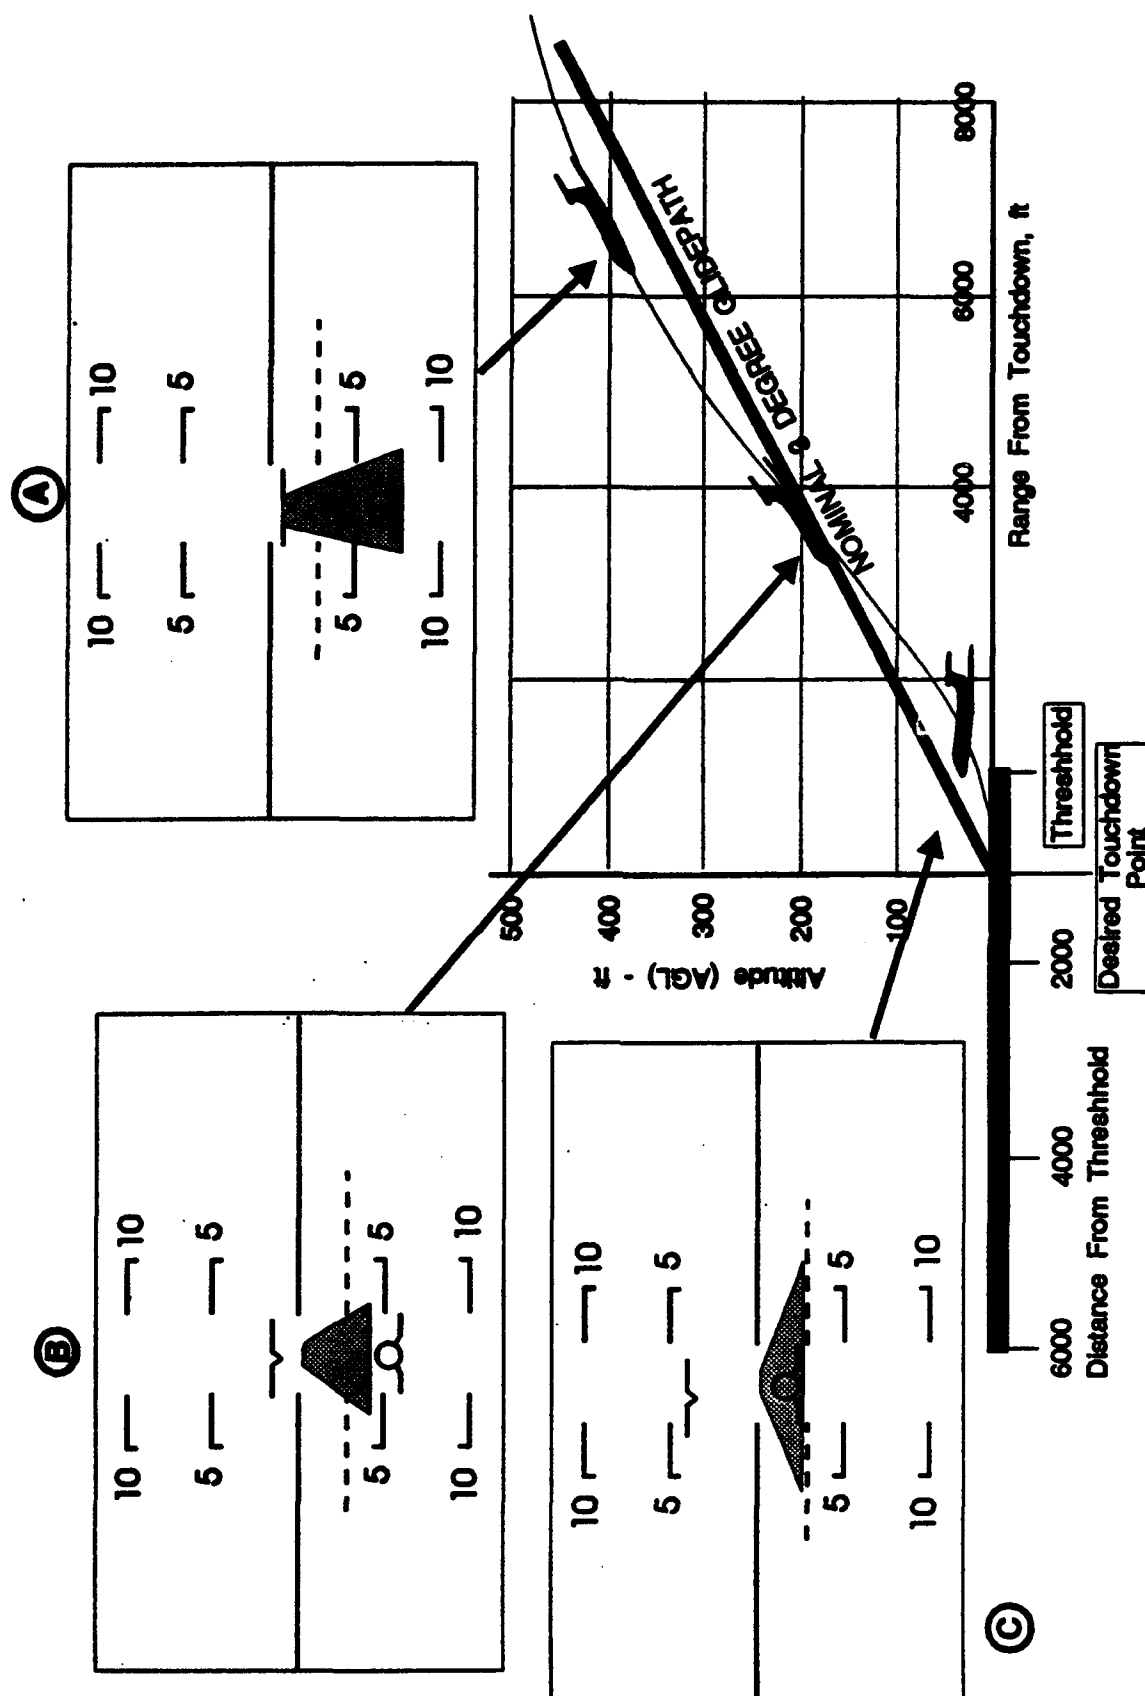 A
10 10
5 5
5 5
10 10
B
10 10
5 5
5 5
10 10
C
10 10
5 5
5 5
10 10
500
400
300
200
100
Altitude (AGL) - ft
NOMINAL 3 DEGREE GLIDEPATH
4000 6000 8000
Range From Touchdown, ft
Threshhold
Desired Touchdown
Point
6000 4000 2000
Distance From Threshhold